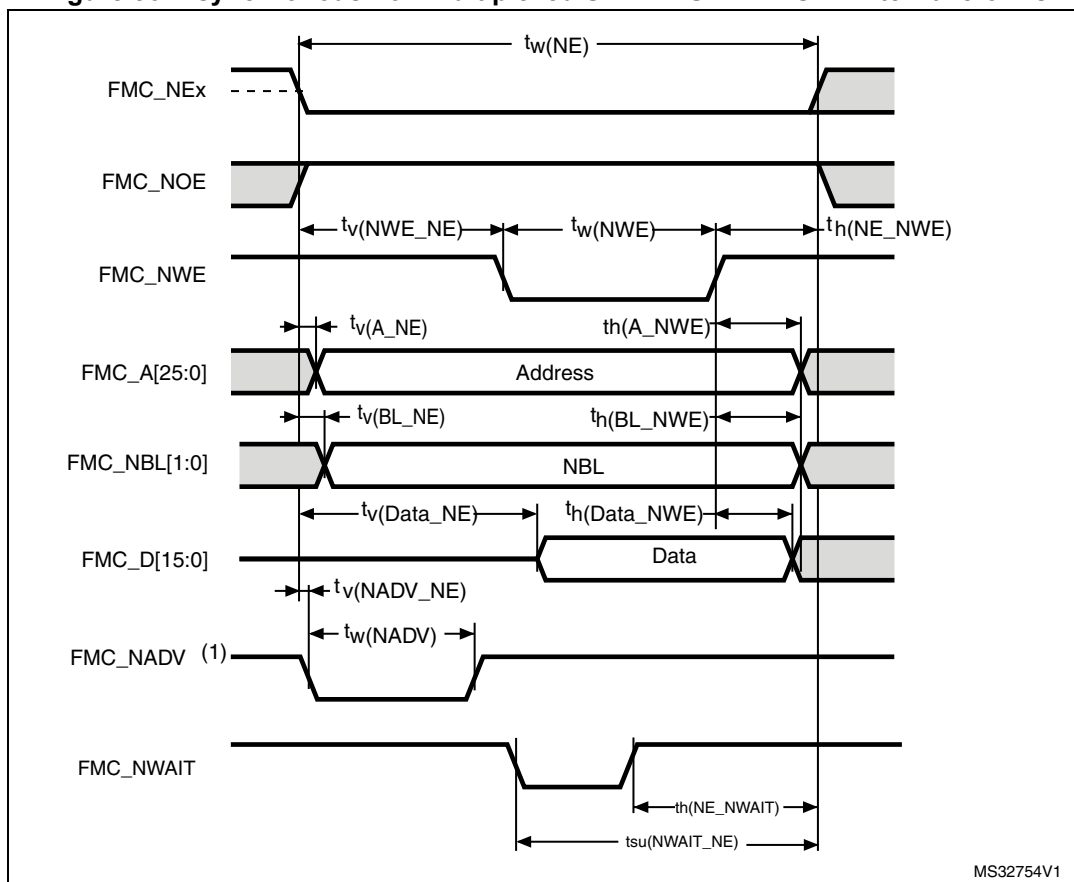 tw(NE)
FMC_NEx
FMC_NOE
tv(NWE_NE) tw(NWE) th(NE_NWE)
FMC_NWE
tv(A_NE) th(A_NWE)
FMC_A[25:0] Address
tv(BL_NE) th(BL_NWE)
FMC_NBL[1:0] NBL
tv(Data_NE) th(Data_NWE)
FMC_D[15:0] Data
tv(NADV_NE)
tw(NADV)
FMC_NADV (1)
FMC_NWAIT
th(NE_NWAIT)
tsu(NWAIT_NE)
MS32754V1